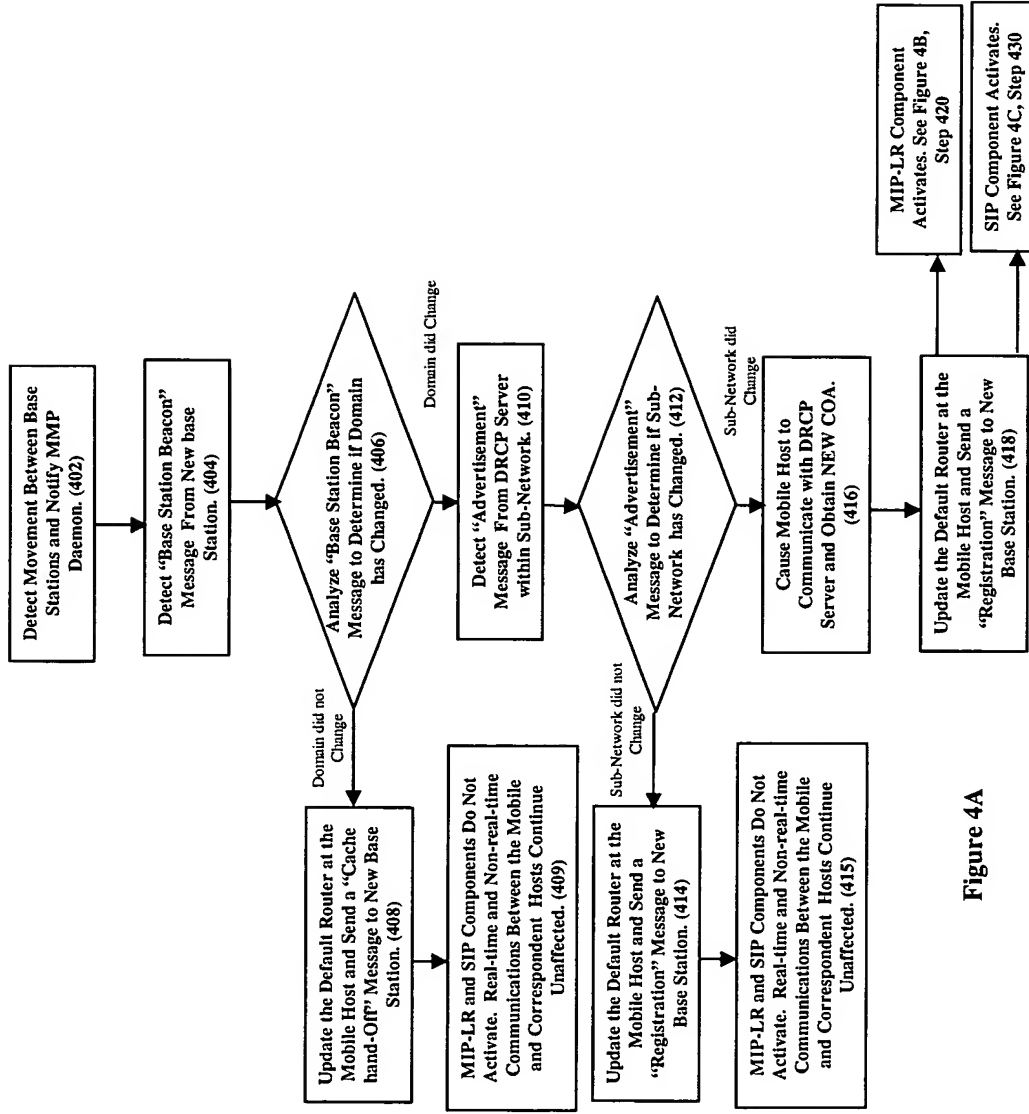 Detect Movement Between Base
Stations and Notify MMP
Daemon. (402)
Detect “Base Station Beacon”
Message From New base
Station. (404)
Analyze “Base Station Beacon”
Message to Determine if Domain
has Changed. (406)
Domain did not
Change
Domain did Change
Update the Default Router at the
Mobile Host and Send a “Cache
hand-Off” Message to New Base
Station. (408)
MIP-LR and SIP Components Do Not
Activate. Real-time and Non-real-time
Communications Between the Mobile
and Correspondent Hosts Continue
Unaffected. (409)
Detect “Advertisement”
Message From DRCP Server
within Sub-Network. (410)
Analyze “Advertisement”
Message to Determine if Sub-
Network has Changed. (412)
Sub-Network did not
Change
Sub-Network did
Change
Update the Default Router at the
Mobile Host and Send a
“Registration” Message to New
Base Station. (414)
MIP-LR and SIP Components Do Not
Activate. Real-time and Non-real-time
Communications Between the Mobile
and Correspondent Hosts Continue
Unaffected. (415)
Cause Mobile Host to
Communicate with DRCP
Server and Obtain NEW COA.
(416)
Update the Default Router at the
Mobile Host and Send a
“Registration” Message to New
Base Station. (418)
MIP-LR Component
Activates. See Figure 4B,
Step 420
SIP Component Activates.
See Figure 4C, Step 430
Figure 4A